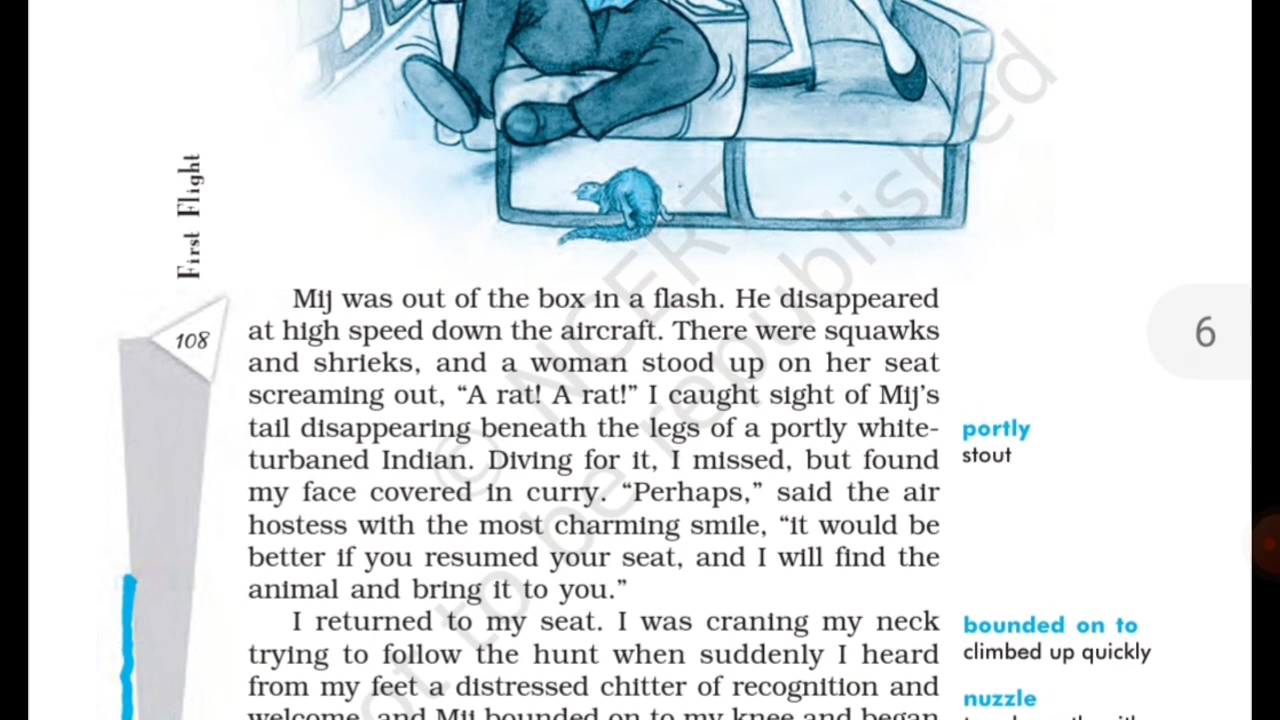 First Flight
108
Mij was out of the box in a flash. He disappeared
at high speed down the aircraft. There were squawks
and shrieks, and a woman stood up on her seat
screaming out, “A rat! A rat!” I caught sight of Mij’s
tail disappearing beneath the legs of a portly white-
turbaned Indian. Diving for it, I missed, but found
my face covered in curry. “Perhaps,” said the air
hostess with the most charming smile, “it would be
better if you resumed your seat, and I will find the
animal and bring it to you.”
I returned to my seat. I was craning my neck
trying to follow the hunt when suddenly I heard
from my feet a distressed chitter of recognition and
welcome, and Mij bounded on to my knee and began
portly
stout
bounded on to
climbed up quickly
nuzzle
6
© NCERT
not to be republished